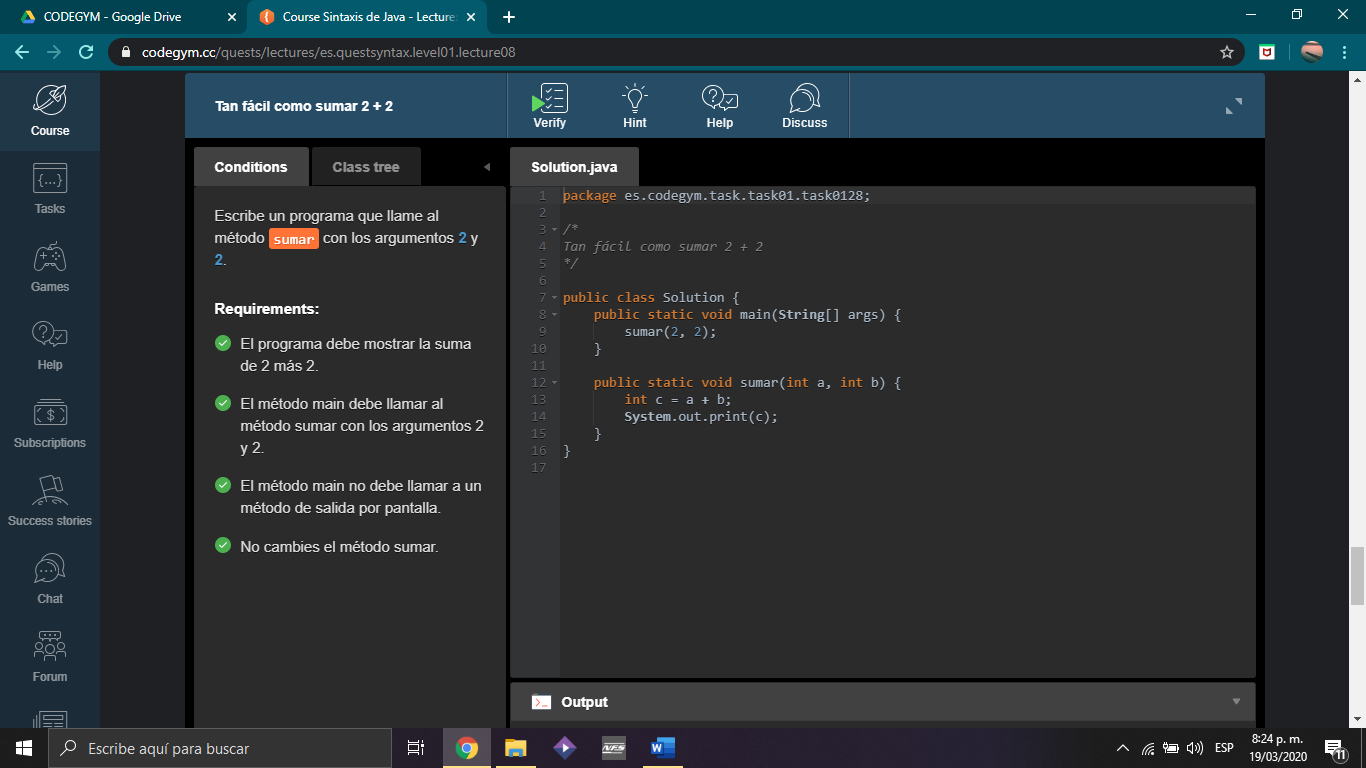 CODEGYM - Google Drive
Course Sintaxis de Java - Lecture:
codegym.cc/quests/lectures/es.questsyntax.level01.lecture08
Course
Tasks
Games
Help
Subscriptions
Success stories
Chat
Forum
Tan fácil como sumar 2 + 2
Verify
Hint
Help
Discuss
Conditions
Class tree
Escribe un programa que llame al
método sumar con los argumentos 2 y
2.
Requirements:
El programa debe mostrar la suma
de 2 más 2.
El método main debe llamar al
método sumar con los argumentos 2
y 2.
El método main no debe llamar a un
método de salida por pantalla.
No cambies el método sumar.
Solution.java
1 package es.codegym.task.task01.task0128;
2
3 /*
4 Tan fácil como sumar 2 + 2
5 */
6
7 public class Solution {
8 public static void main(String[] args) {
9 sumar(2, 2);
10 }
11
12 public static void sumar(int a, int b) {
13 int c = a + b;
14 System.out.print(c);
15 }
16 }
17
Output
Escribe aquí para buscar
ESP
8:24 p. m.
19/03/2020
11